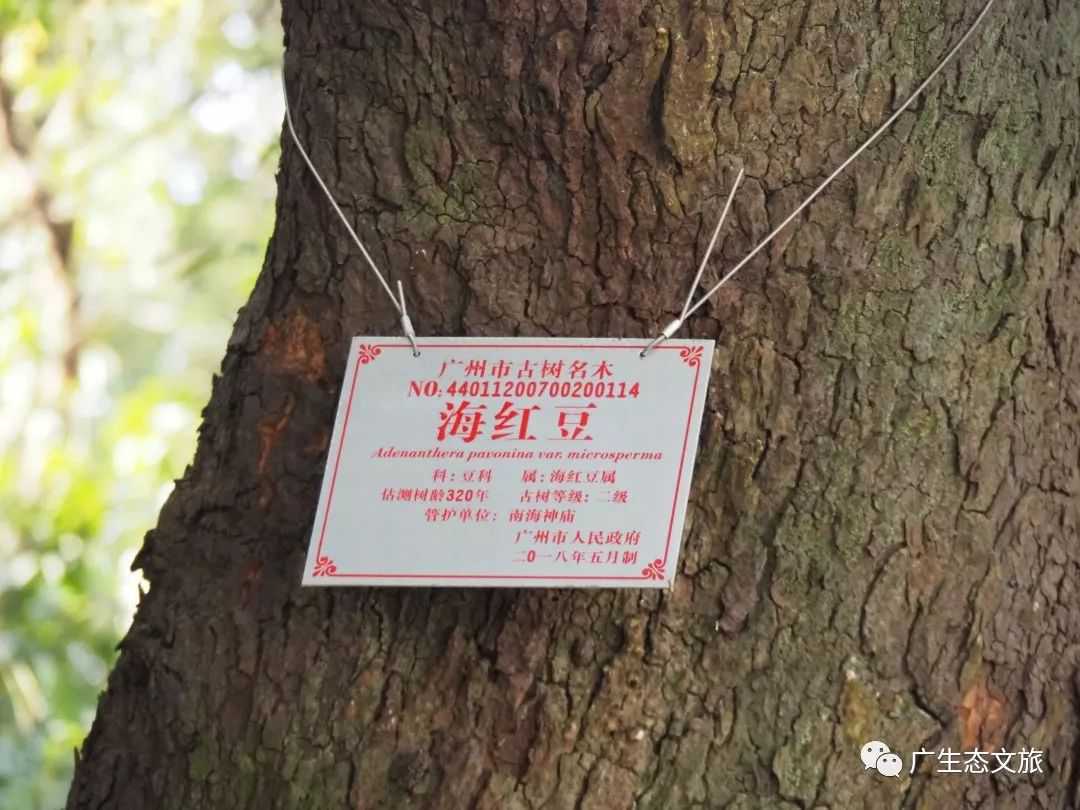 广州市古树名木
NO: 44011200700200114
海红豆
Adenanthera pavonina var. microsperma
科: 豆科 属: 海红豆属
估测树龄320年 古树等级: 二级
管护单位: 南海神庙
广州市人民政府
二0一八年五月制
广生态文旅